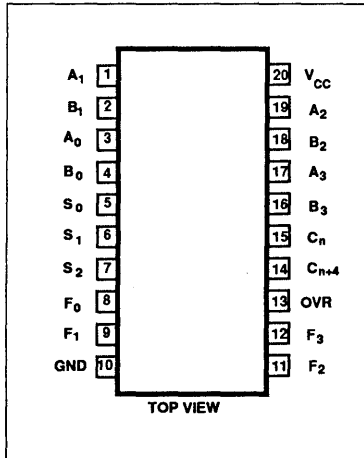 A1 1 20 VCC
B1 2 19 A2
A0 3 18 B2
B0 4 17 A3
S0 5 16 B3
S1 6 15 Cn
S2 7 14 Cn+4
F0 8 13 OVR
F1 9 12 F3
GND 10 11 F2
TOP VIEW